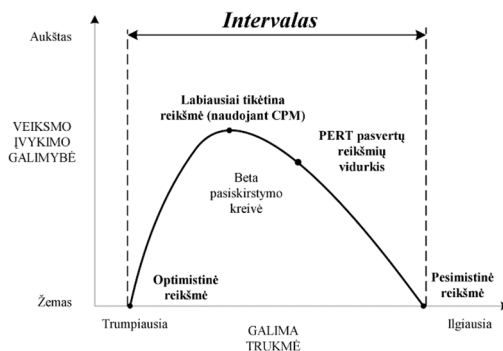 Intervalas
Aukštas
Labiausiai tikėtina
reikšmė (naudojant CPM)
VEIKSMO
ĮVYKIMO
GALIMYBĖ
PERT pasvertų
reikšmių
vidurkis
Beta
pasiskirstymo
kreivė
Optimistinė
reikšmė
Pesimistinė
reikšmė
Žemas
Trumpiausia
GALIMA
TRUKMĖ
Ilgiausia